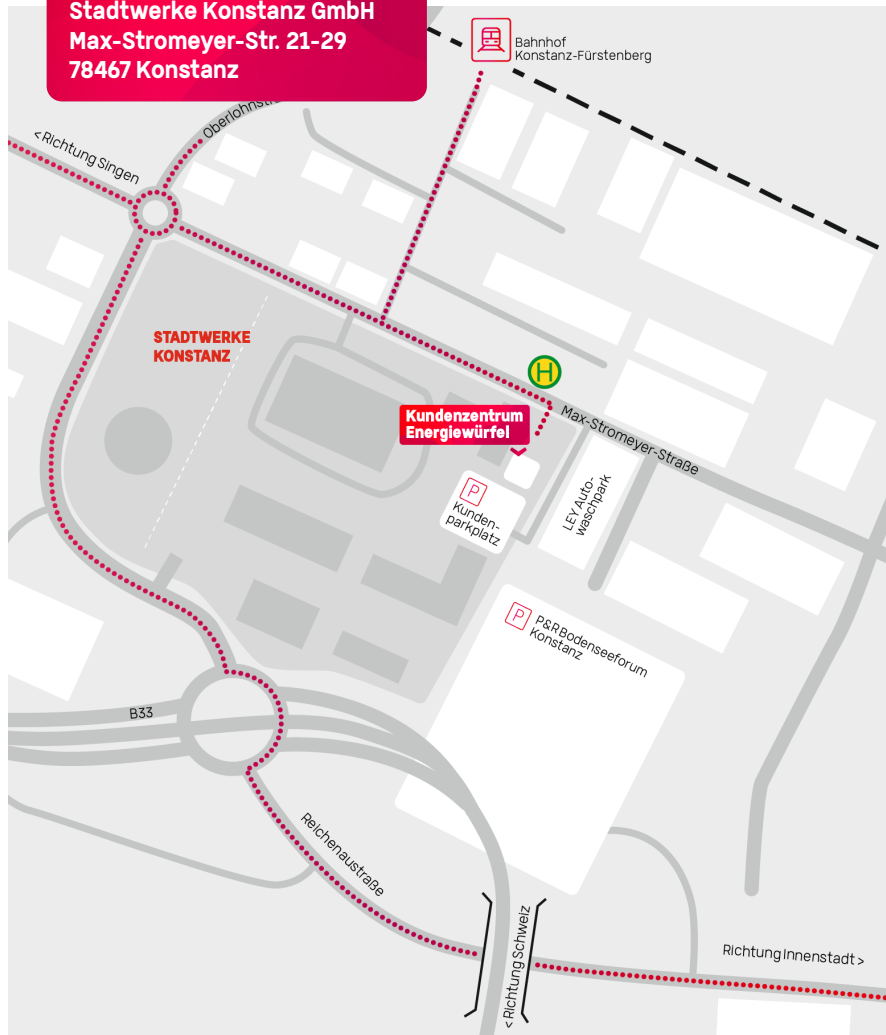 Stadtwerke Konstanz GmbH
Max-Stromeyer-Str. 21-29
78467 Konstanz
Bahnhof
Konstanz-Fürstenberg
< Richtung Singen
STADTWERKE
KONSTANZ
H
Kundenzentrum
Energiewürfel
Max-Stromeyer-Straße
P
Kunden-
parkplatz
LEY Auto-
waschpark
P
P&R Bodenseeforum
Konstanz
B33
Reichenaustraße
< Richtung Schweiz
Richtung Innenstadt >